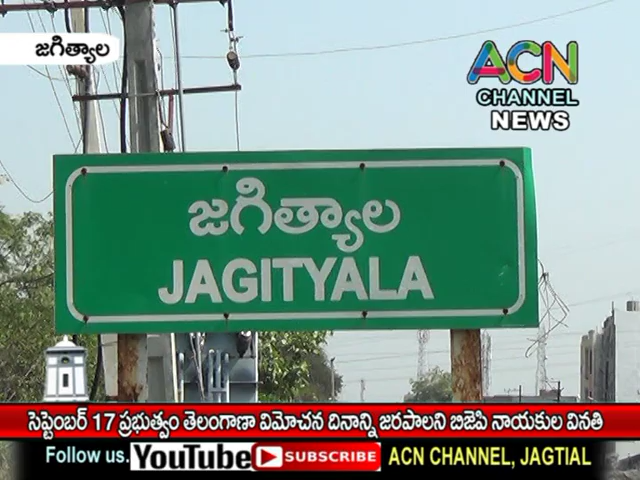 జగిత్యాల
ACN
CHANNEL
NEWS
జగిత్యాల
JAGITYALA
సెప్టెంబర్ 17 ప్రభుత్వం తెలంగాణా విమోచన దినాన్ని జరపాలని బిజెపి నాయకుల వినతి
Follow us. YouTube SUBSCRIBE ACN CHANNEL, JAGTIAL